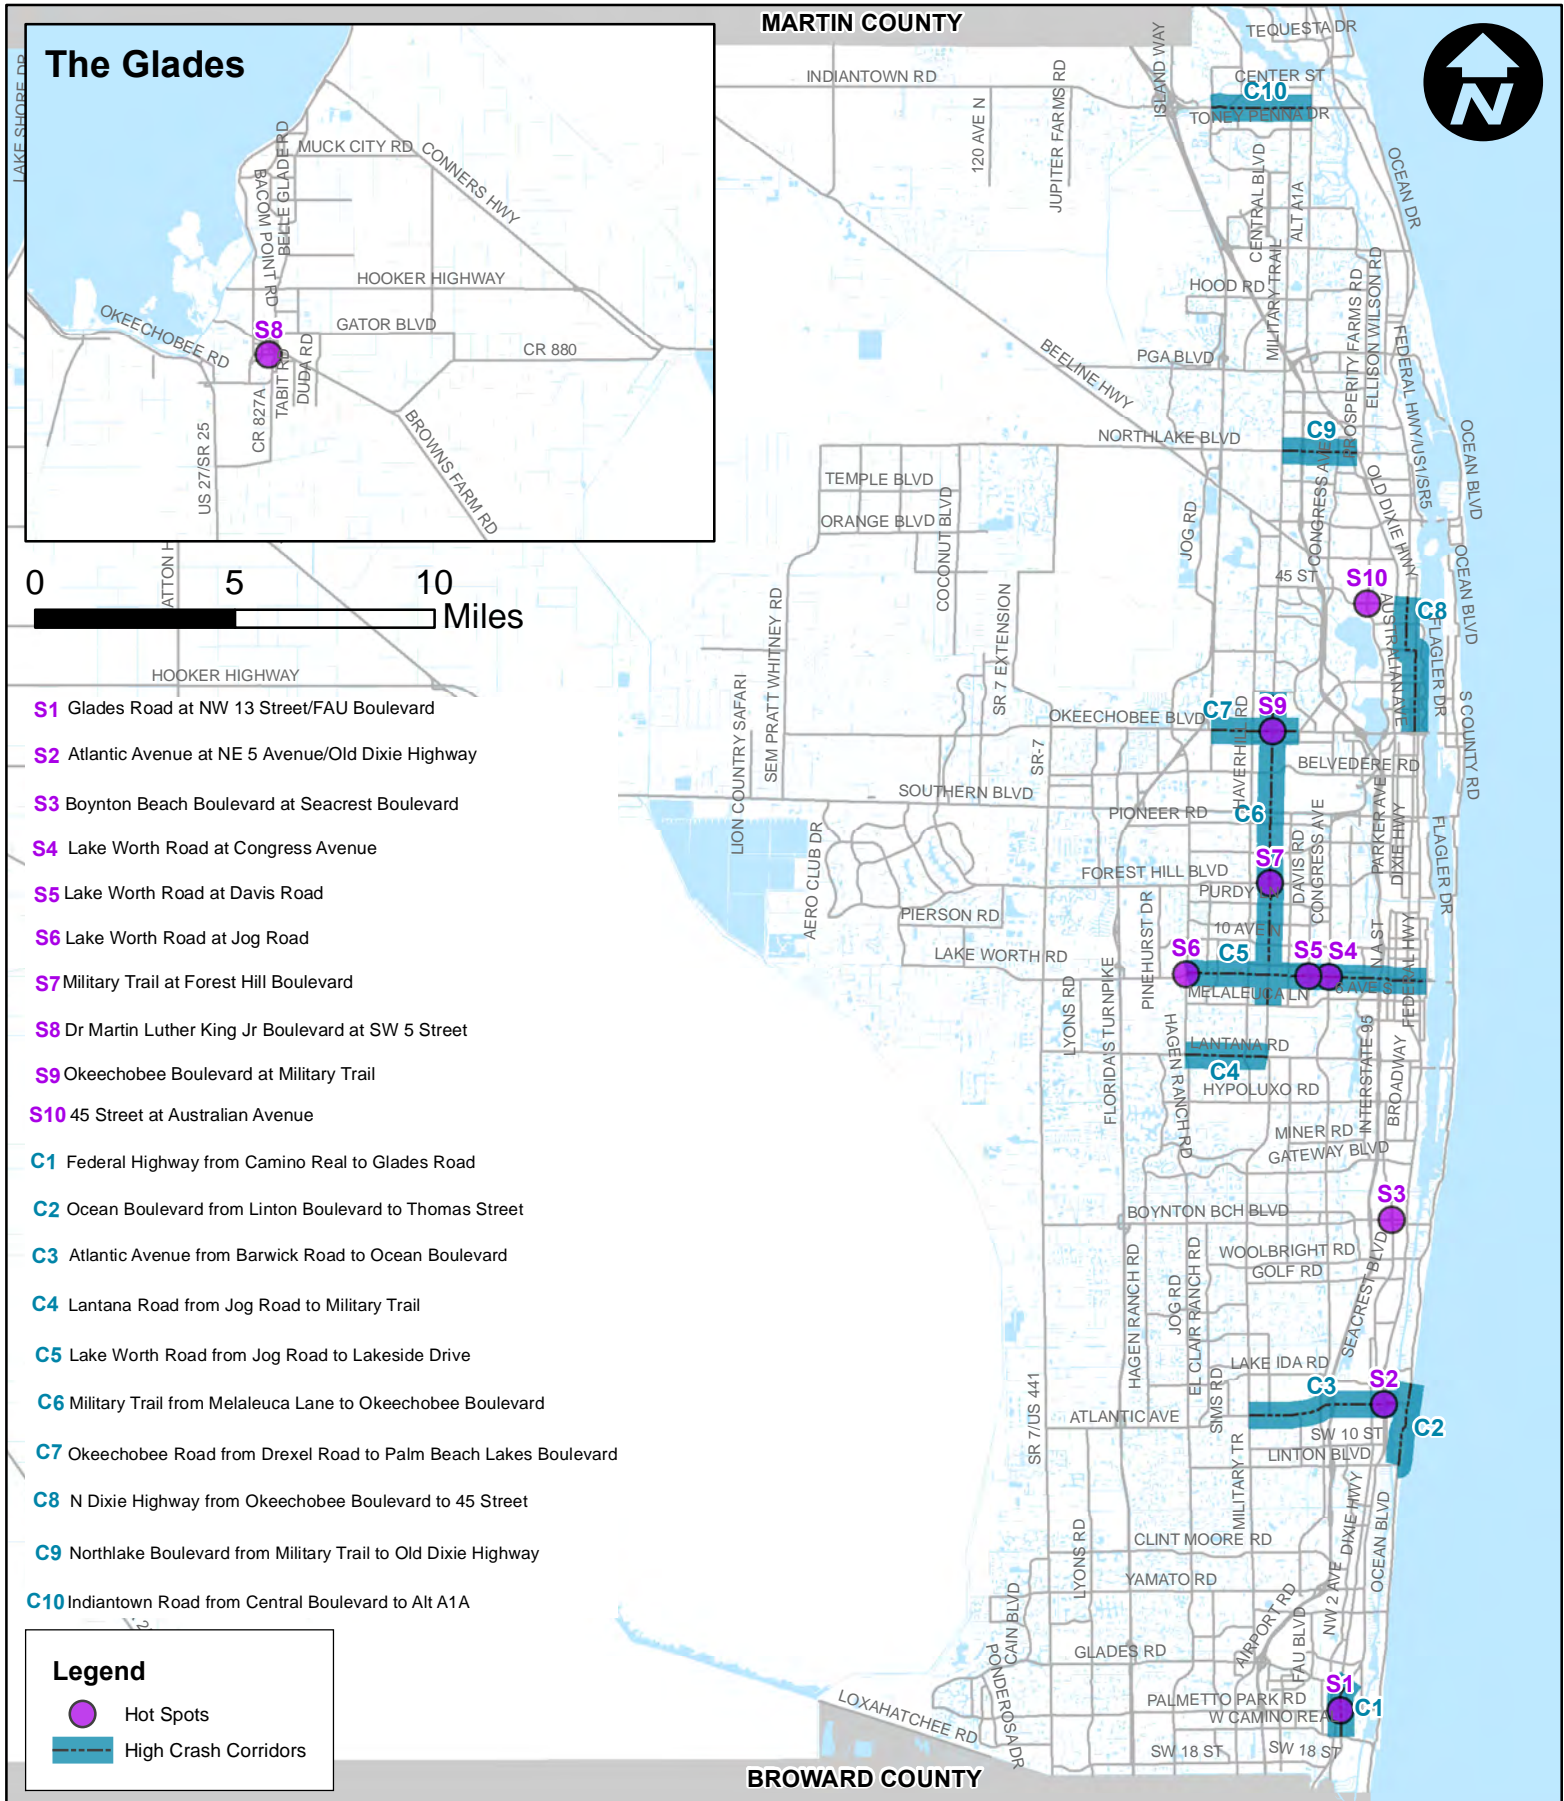 MARTIN COUNTY
The Glades
N
LAKE SHORE DR
MUCK CITY RD
CONNERS HWY
BACOM POINT RD
BELLE GLADE RD
HOOKER HIGHWAY
OKEECHOBEE RD
S8
GATOR BLVD
CR 880
TABIT RD
DUDA RD
CR 827A
US 27/SR 25
BROWNS FARM RD
0 5 10
Miles
HOOKER HIGHWAY
S1 Glades Road at NW 13 Street/FAU Boulevard
S2 Atlantic Avenue at NE 5 Avenue/Old Dixie Highway
S3 Boynton Beach Boulevard at Seacrest Boulevard
S4 Lake Worth Road at Congress Avenue
S5 Lake Worth Road at Davis Road
S6 Lake Worth Road at Jog Road
S7 Military Trail at Forest Hill Boulevard
S8 Dr Martin Luther King Jr Boulevard at SW 5 Street
S9 Okeechobee Boulevard at Military Trail
S10 45 Street at Australian Avenue
C1 Federal Highway from Camino Real to Glades Road
C2 Ocean Boulevard from Linton Boulevard to Thomas Street
C3 Atlantic Avenue from Barwick Road to Ocean Boulevard
C4 Lantana Road from Jog Road to Military Trail
C5 Lake Worth Road from Jog Road to Lakeside Drive
C6 Military Trail from Melaleuca Lane to Okeechobee Boulevard
C7 Okeechobee Road from Drexel Road to Palm Beach Lakes Boulevard
C8 N Dixie Highway from Okeechobee Boulevard to 45 Street
C9 Northlake Boulevard from Military Trail to Old Dixie Highway
C10 Indiantown Road from Central Boulevard to Alt A1A
Legend
Hot Spots
High Crash Corridors
TEQUESTA DR
ISLAND WAY
INDIANTOWN RD
CENTER ST
C10
TONEY PENNA DR
120 AVE N
JUPITER FARMS RD
OCEAN DR
CENTRAL BLVD
ALT A1A
MILITARY TRAIL
HOOD RD
PROSPERITY FARMS RD
ELLISON WILSON RD
FEDERAL HWY/US1/SR5
BEELINE HWY
PGA BLVD
NORTHLAKE BLVD
C9
CONGRESS AVE
OLD DIXIE HWY
OCEAN BLVD
TEMPLE BLVD
ORANGE BLVD
COCONUT BLVD
JOG RD
45 ST
S10
AUSTRALIAN AVE
C8
FLAGLER DR
OCEAN BLVD
SEM PRATT WHITNEY RD
SR 7 EXTENSION
LION COUNTRY SAFARI
S COUNTY RD
OKEECHOBEE BLVD
C7
HAVERHILL RD
S9
SR-7
BELVEDERE RD
SOUTHERN BLVD
PIONEER RD
C6
PARKER AVE
DIXIE HWY
FLAGLER DR
AERO CLUB DR
S7
DAVIS RD
CONGRESS AVE
FOREST HILL BLVD
PIERSON RD
PINEHURST DR
10 AVE N
LAKE WORTH RD
S6
C5
S5
S4
N A ST
FEDERAL HWY
6 AVE S
MELALEUCA LN
LYONS RD
FLORIDA'S TURNPIKE
HAGEN RANCH RD
LANTANA RD
C4
HYPOLUXO RD
INTERSTATE 95
BROADWAY
MINER RD
GATEWAY BLVD
S3
BOYNTON BCH BLVD
WOOLBRIGHT RD
GOLF RD
SEACREST BLVD
HAGEN RANCH RD
JOG RD
EL CLAIR RANCH RD
LAKE IDA RD
C3
S2
C2
SIMS RD
ATLANTIC AVE
SW 10 ST
LINTON BLVD
SR 7/US 441
MILITARY TR
DIXIE HWY
OCEAN BLVD
CLINT MOORE RD
LYONS RD
YAMATO RD
CAIN BLVD
NW 2 AVE
AIRPORT RD
FAU BLVD
GLADES RD
PONDEROSA DR
S1
C1
PALMETTO PARK RD
LOXAHATCHEE RD
SW 18 ST
SW 18 ST
BROWARD COUNTY